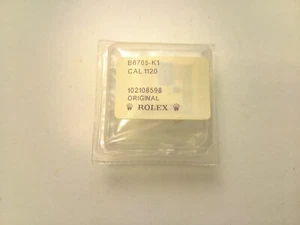 B6705-K1
CAL.1120
102108598
ORIGINAL
ROLEX